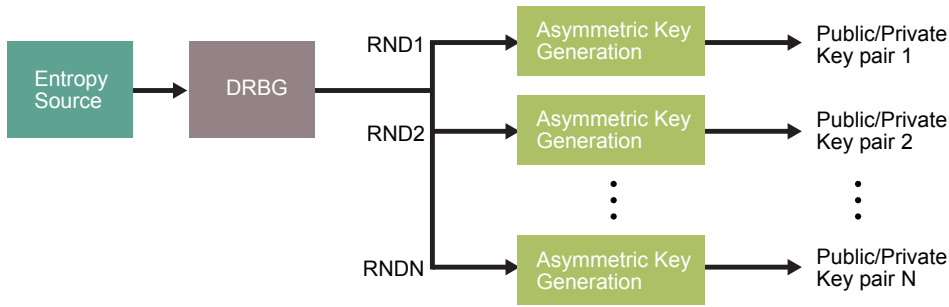 Entropy
Source
DRBG
RND1
Asymmetric Key
Generation
Public/Private
Key pair 1
RND2
Asymmetric Key
Generation
Public/Private
Key pair 2
RNDN
Asymmetric Key
Generation
Public/Private
Key pair N